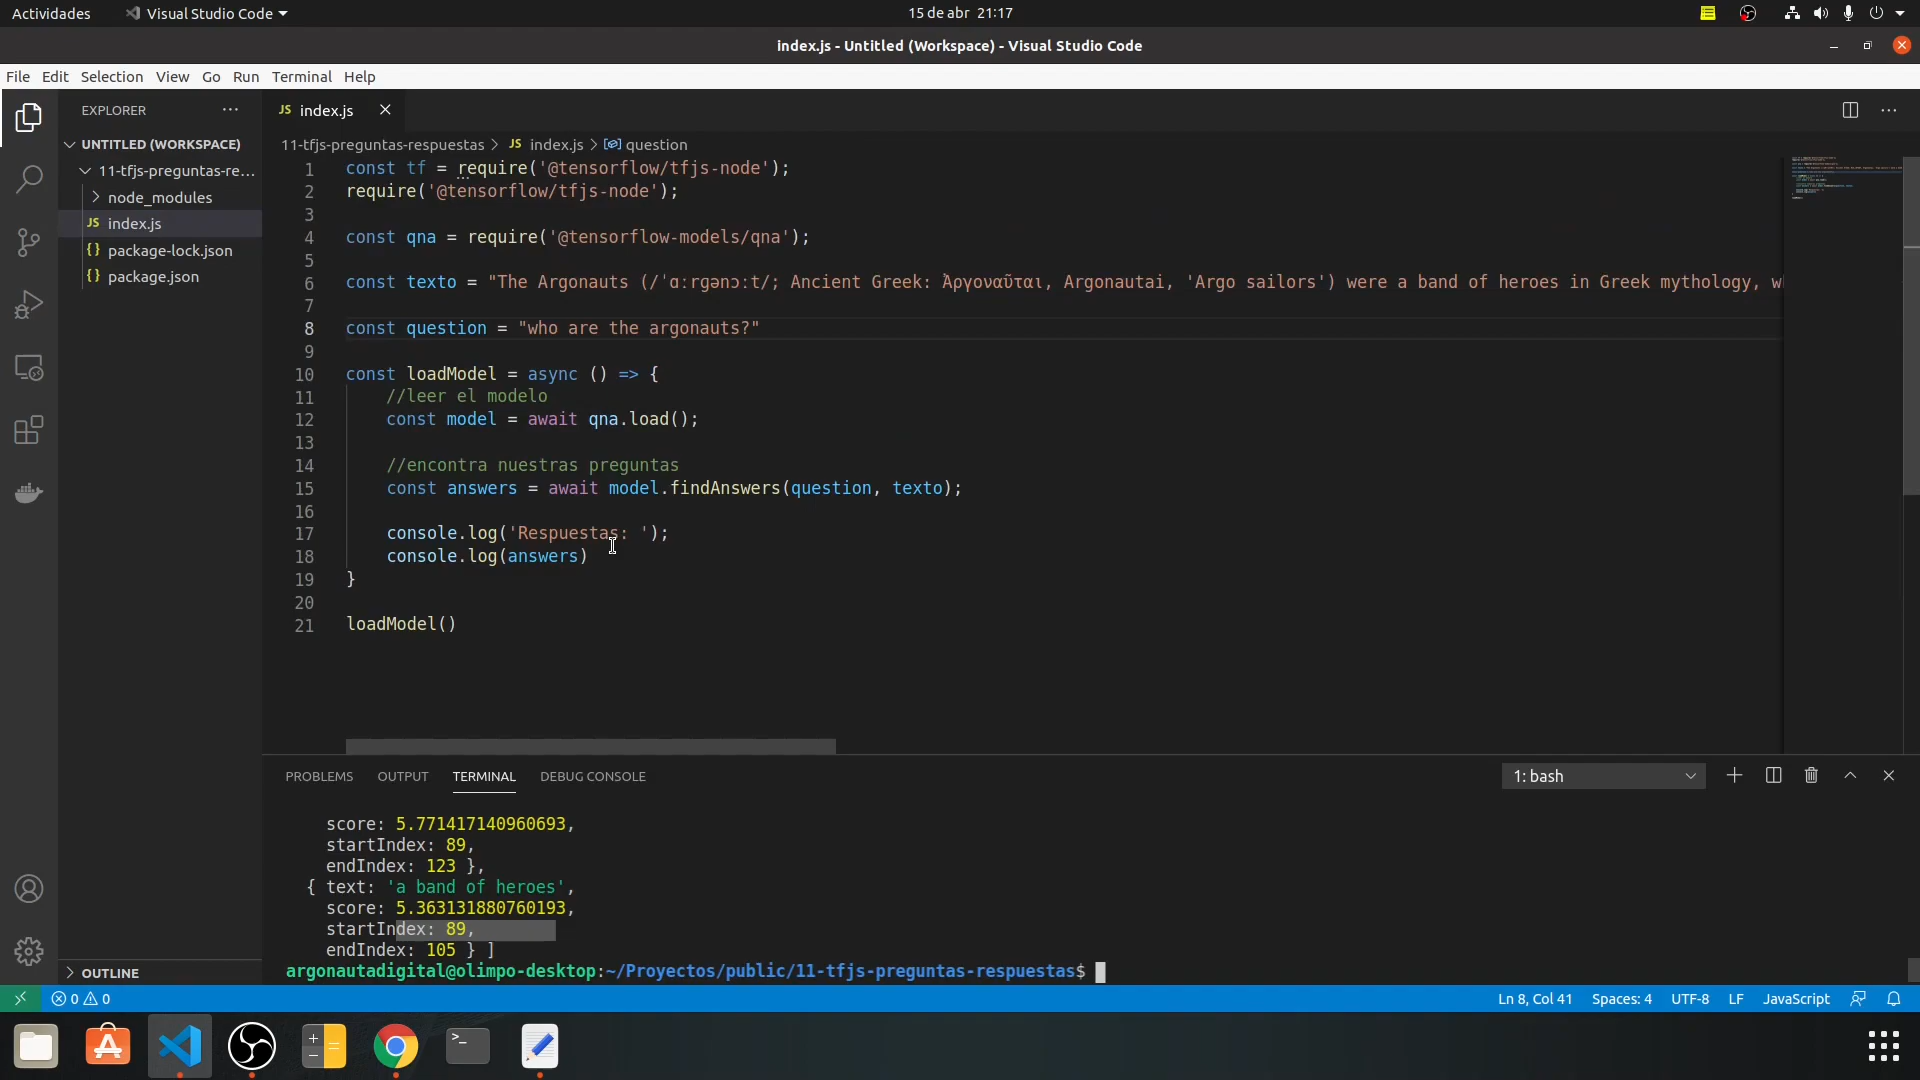 Actividades
Visual Studio Code
15 de abr 21:17
index.js - Untitled (Workspace) - Visual Studio Code
File Edit Selection View Go Run Terminal Help
EXPLORER
UNTITLED (WORKSPACE)
11-tfjs-preguntas-re...
node_modules
JS index.js
{} package-lock.json
{} package.json
OUTLINE
JS index.js
11-tfjs-preguntas-respuestas > JS index.js > question
1 const tf = require('@tensorflow/tfjs-node');
2 require('@tensorflow/tfjs-node');
3
4 const qna = require('@tensorflow-models/qna');
5
6 const texto = "The Argonauts (/ˈɑːrɡənɔːt/; Ancient Greek: Ἀργοναῦται, Argonautai, 'Argo sailors') were a band of heroes in Greek mythology, w
7
8 const question = "who are the argonauts?"
9
10 const loadModel = async () => {
11 //leer el modelo
12 const model = await qna.load();
13
14 //encontra nuestras preguntas
15 const answers = await model.findAnswers(question, texto);
16
17 console.log('Respuestas: ');
18 console.log(answers)
19 }
20
21 loadModel()
PROBLEMS OUTPUT TERMINAL DEBUG CONSOLE
1: bash
score: 5.771417140960693,
startIndex: 89,
endIndex: 123 },
{ text: 'a band of heroes',
score: 5.363131880760193,
startIndex: 89,
endIndex: 105 } ]
argonautadigital@olimpo-desktop:~/Proyectos/public/11-tfjs-preguntas-respuestas$
0 0
Ln 8, Col 41 Spaces: 4 UTF-8 LF JavaScript